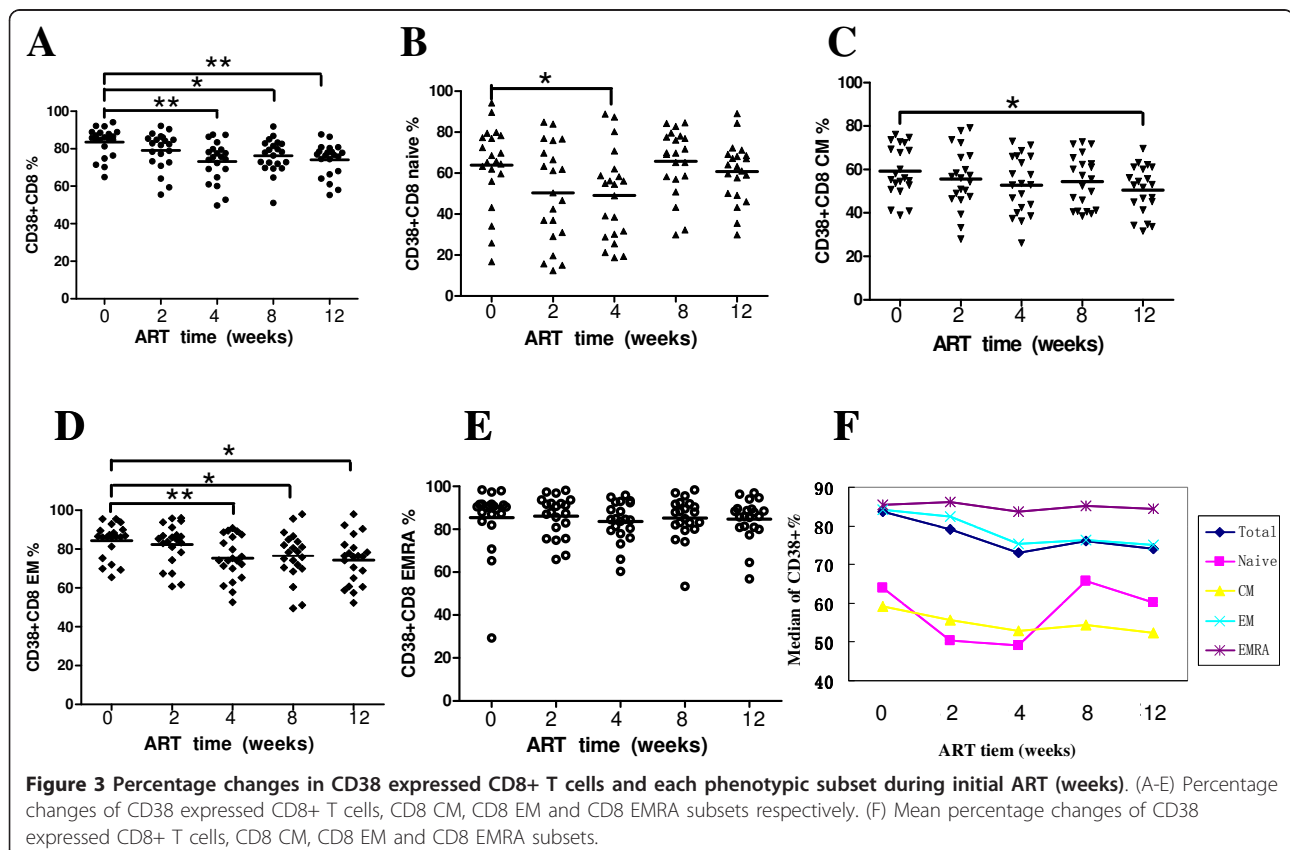 A
**
*
**
CD38+CD8 %
100
80
60
40
20
0
0 2 4 8 12
ART time (weeks)
B
*
CD38+CD8 naive %
100
80
60
40
20
0
0 2 4 8 12
ART time (weeks)
C
*
CD38+CD8 CM %
80
60
40
20
0
0 2 4 8 12
ART time (weeks)
D
*
*
**
CD38+CD8 EM %
100
80
60
40
20
0
0 2 4 8 12
ART time (weeks)
E
CD38+CD8 EMRA %
100
80
60
40
20
0
0 2 4 8 12
ART time (weeks)
F
Median of CD38+%
90
80
70
60
50
40
0 2 4 8 12
ART tiem (weeks)
Total
Naive
CM
EM
EMRA
Figure 3 Percentage changes in CD38 expressed CD8+ T cells and each phenotypic subset during initial ART (weeks). (A-E) Percentage
changes of CD38 expressed CD8+ T cells, CD8 CM, CD8 EM and CD8 EMRA subsets respectively. (F) Mean percentage changes of CD38
expressed CD8+ T cells, CD8 CM, CD8 EM and CD8 EMRA subsets.